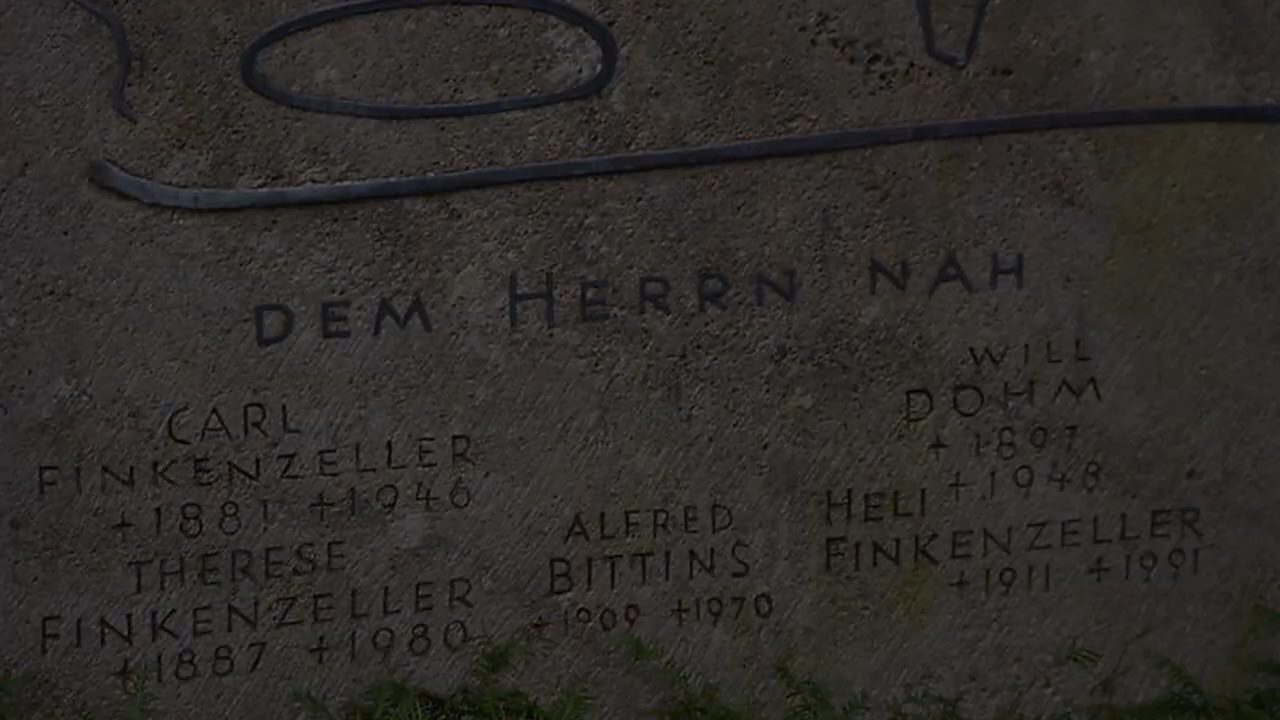 DEM HERRN NAH
CARL
FINKENZELLER
+1881 +1946
THERESE
FINKENZELLER
+1887 +1980
ALFRED
BITTINS
+1909 +1970
WILL
DOHM
+1897
+1948
HELI
FINKENZELLER
+1911 +1991